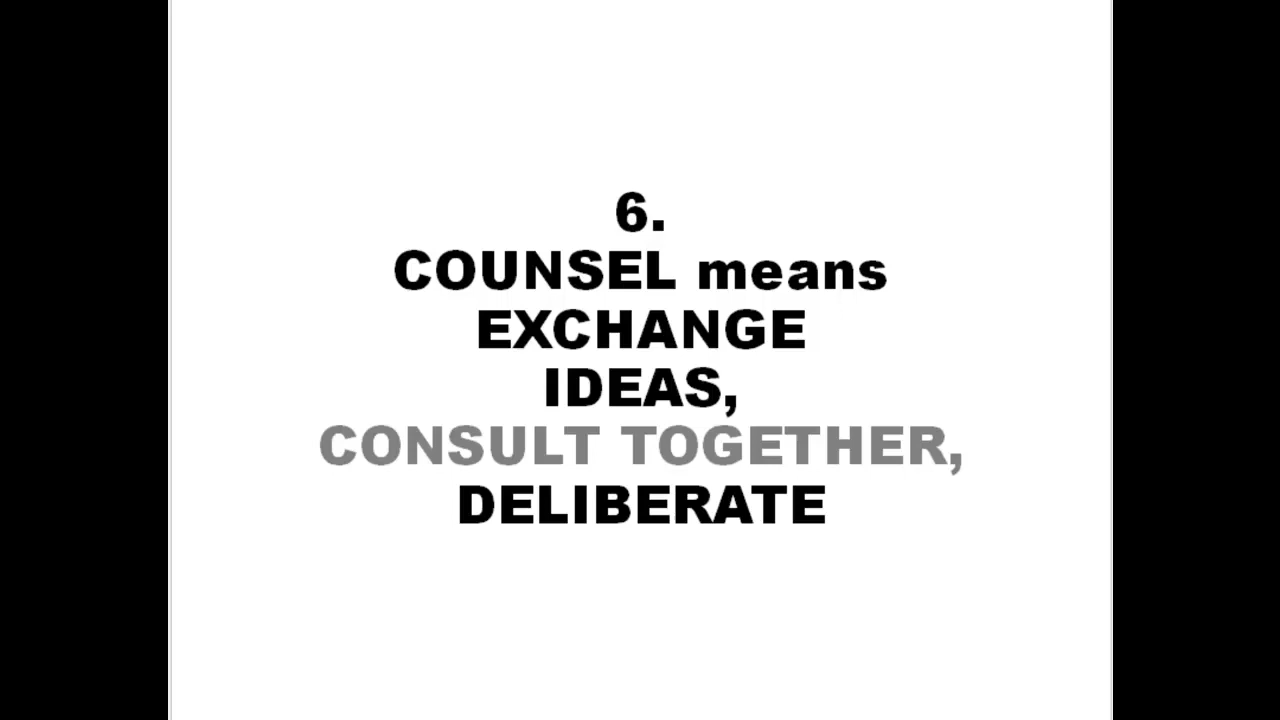 6.
COUNSEL means
EXCHANGE
IDEAS,
CONSULT TOGETHER,
DELIBERATE